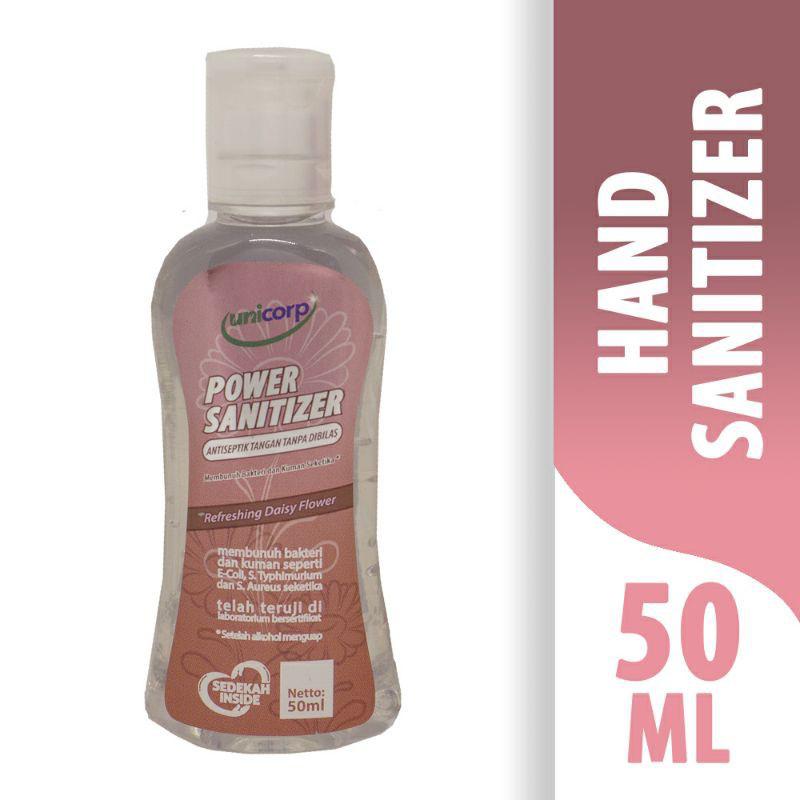 unicorp
POWER
SANITIZER
ANTISEPTIK TANGAN TANPA DIBILAS
Membunuh Bakteri dan Kuman Seketika *
"Refreshing Daisy Flower
membunuh bakteri
dan kuman seperti
E-Coli, S. Typhimurium
dan S. Aureus seketika
telah teruji di
laboratorium bersertifikat
*Setelah alkohol menguap
SEDEKAH
INSIDE
Netto:
50ml
HAND
SANITIZER
50
ML